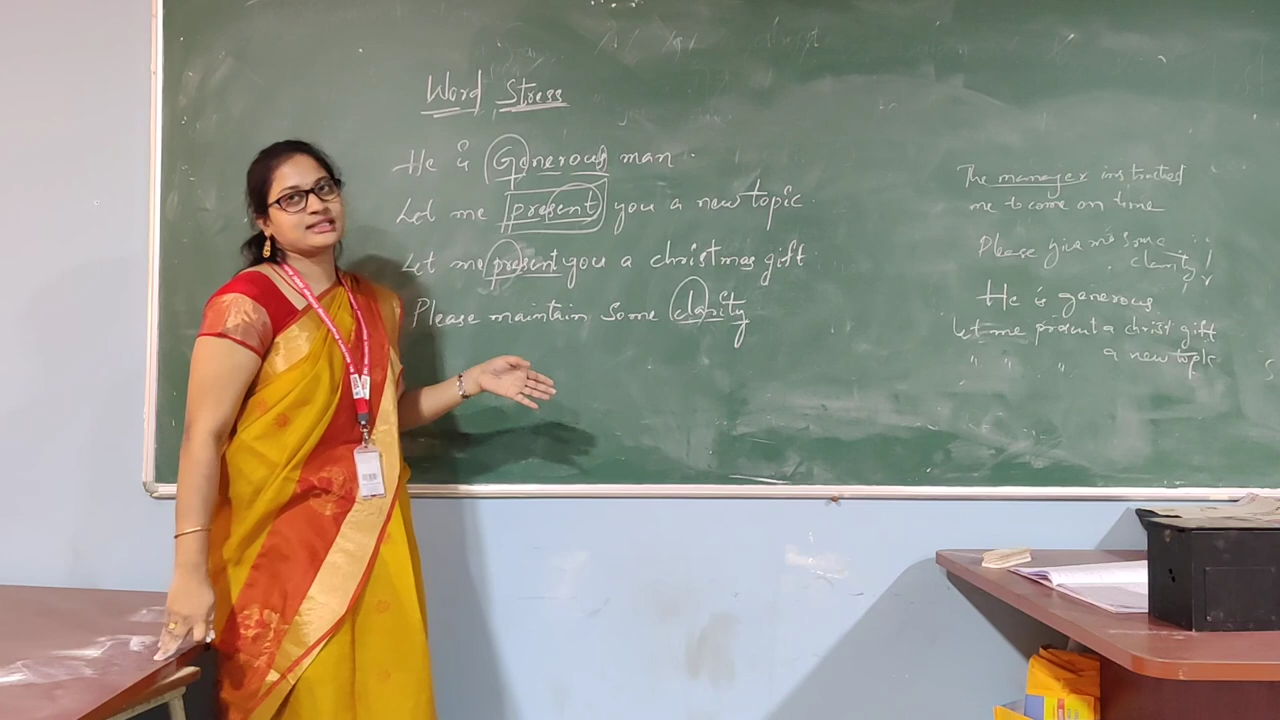 Word Stress
He is Generous man.
Let me present you a new topic.
Let me present you a christmas gift
Please maintain Some clarity
The manager instructed
me to come on time
Please give me some
clarity!
He is generous
Let me present a christ gift
" " " a new topic